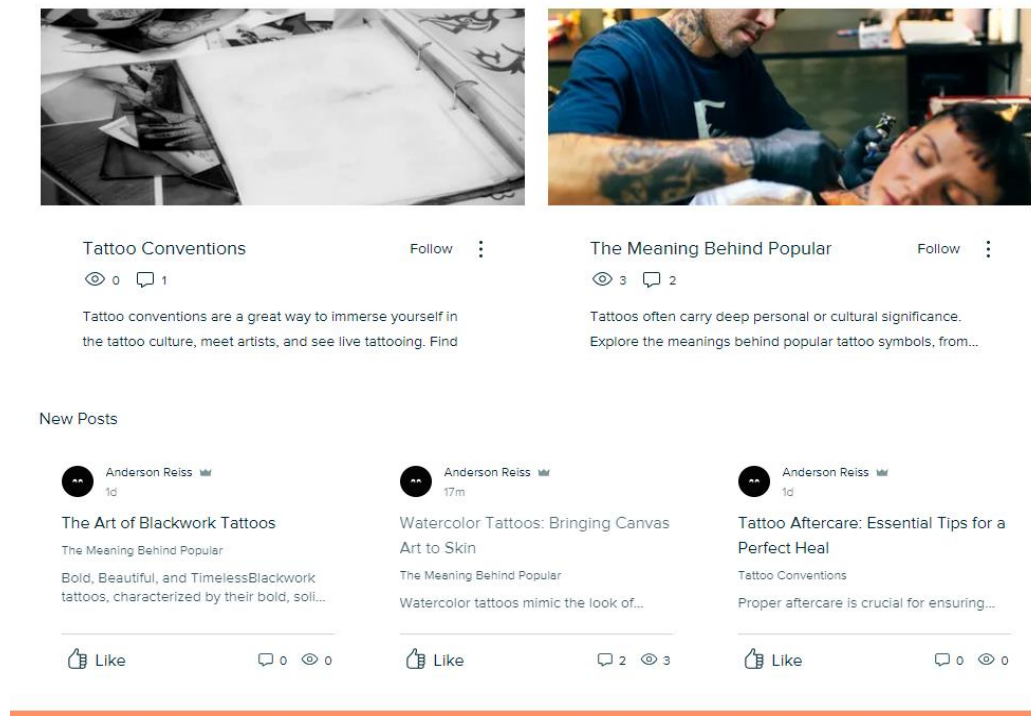 Tattoo Conventions
Follow
0 1
Tattoo conventions are a great way to immerse yourself in
the tattoo culture, meet artists, and see live tattooing. Find
The Meaning Behind Popular
Follow
3 2
Tattoos often carry deep personal or cultural significance.
Explore the meanings behind popular tattoo symbols, from...
New Posts
Anderson Reiss
1d
The Art of Blackwork Tattoos
The Meaning Behind Popular
Bold, Beautiful, and TimelessBlackwork
tattoos, characterized by their bold, soli...
Like 0 0
Anderson Reiss
17m
Watercolor Tattoos: Bringing Canvas
Art to Skin
The Meaning Behind Popular
Watercolor tattoos mimic the look of...
Like 2 3
Anderson Reiss
1d
Tattoo Aftercare: Essential Tips for a
Perfect Heal
Tattoo Conventions
Proper aftercare is crucial for ensuring...
Like 0 0